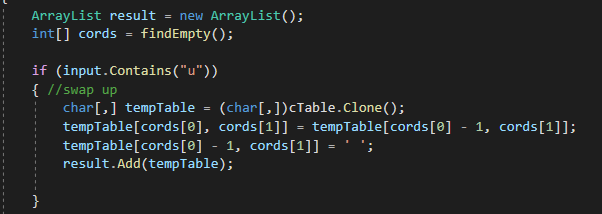 ArrayList result = new ArrayList();
int[] cords = findEmpty();
if (input.Contains("u"))
{ //swap up
char[,] tempTable = (char[,])cTable.Clone();
tempTable[cords[0], cords[1]] = tempTable[cords[0] - 1, cords[1]];
tempTable[cords[0] - 1, cords[1]] = ' ';
result.Add(tempTable);
}